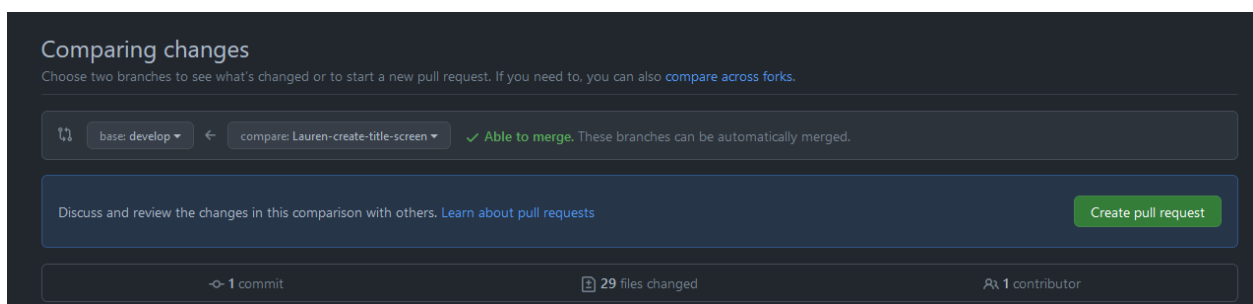 Comparing changes
Choose two branches to see what's changed or to start a new pull request. If you need to, you can also compare across forks.
base: develop compare: Lauren-create-title-screen Able to merge. These branches can be automatically merged.
Discuss and review the changes in this comparison with others. Learn about pull requests Create pull request
1 commit 29 files changed 1 contributor